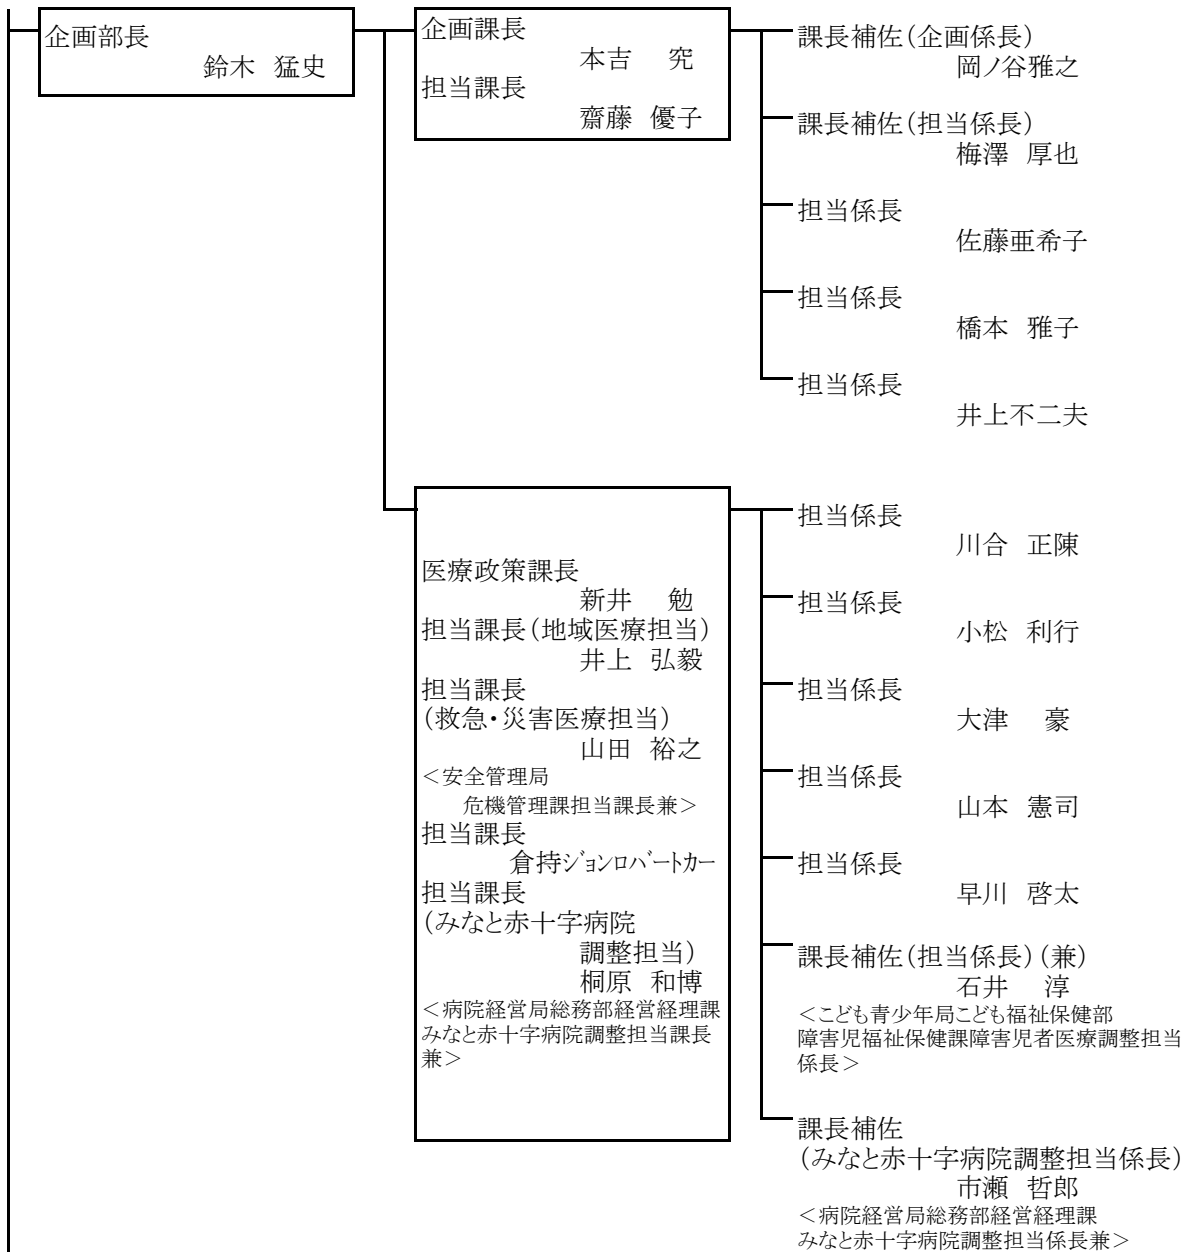 企画部長
鈴木 猛史
企画課長
本吉 究
担当課長
齋藤 優子
課長補佐(企画係長)
岡ノ谷雅之
課長補佐(担当係長)
梅澤 厚也
担当係長
佐藤亜希子
担当係長
橋本 雅子
担当係長
井上不二夫
医療政策課長
新井 勉
担当課長(地域医療担当)
井上 弘毅
担当課長
(救急・災害医療担当)
山田 裕之
<安全管理局
危機管理課担当課長兼>
担当課長
倉持ジョンロバートカー
担当課長
(みなと赤十字病院
調整担当)
桐原 和博
<病院経営局総務部経営経理課
みなと赤十字病院調整担当課長
兼>
担当係長
川合 正陳
担当係長
小松 利行
担当係長
大津 豪
担当係長
山本 憲司
担当係長
早川 啓太
課長補佐(担当係長)(兼)
石井 淳
<こども青少年局こども福祉保健部
障害児福祉保健課障害児者医療調整担当
係長>
課長補佐
(みなと赤十字病院調整担当係長)
市瀬 哲郎
<病院経営局総務部経営経理課
みなと赤十字病院調整担当係長兼>